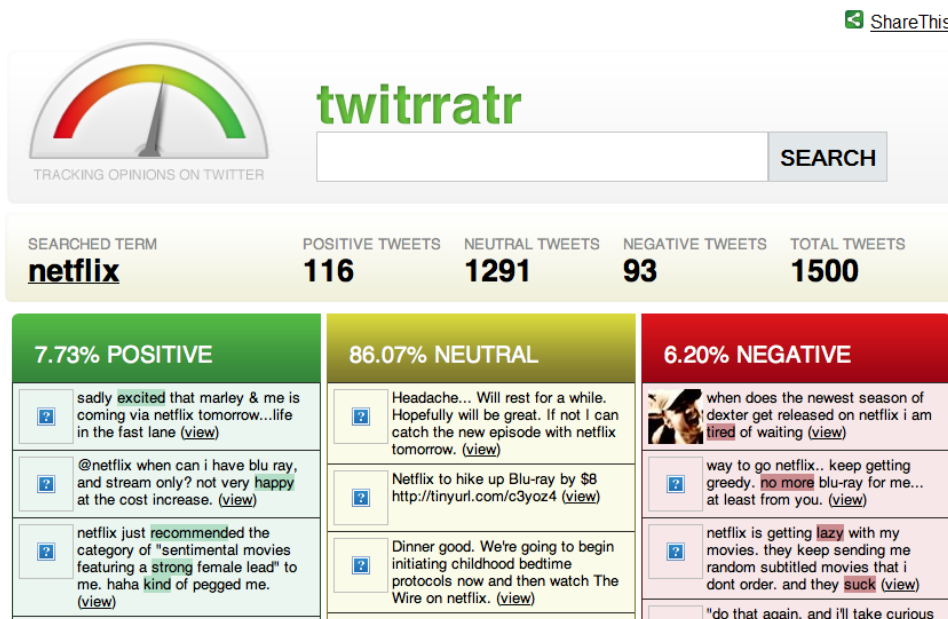 ShareThis
twitrratr
SEARCH
TRACKING OPINIONS ON TWITTER
SEARCHED TERM
netflix
POSITIVE TWEETS
116
NEUTRAL TWEETS
1291
NEGATIVE TWEETS
93
TOTAL TWEETS
1500
7.73% POSITIVE
sadly excited that marley & me is
coming via netflix tomorrow...life
in the fast lane (view)
@netflix when can i have blu ray,
and stream only? not very happy
at the cost increase. (view)
netflix just recommended the
category of "sentimental movies
featuring a strong female lead" to
me. haha kind of pegged me.
(view)
86.07% NEUTRAL
Headache... Will rest for a while.
Hopefully will be great. If not I can
catch the new episode with netflix
tomorrow. (view)
Netflix to hike up Blu-ray by $8
http://tinyurl.com/c3yoz4 (view)
Dinner good. We're going to begin
initiating childhood bedtime
protocols now and then watch The
Wire on netflix. (view)
6.20% NEGATIVE
when does the newest season of
dexter get released on netflix i am
tired of waiting (view)
way to go netflix.. keep getting
greedy. no more blu-ray for me...
at least from you. (view)
netflix is getting lazy with my
movies. they keep sending me
random subtitled movies that i
dont order. and they suck (view)
"do that again, and i'll take curious